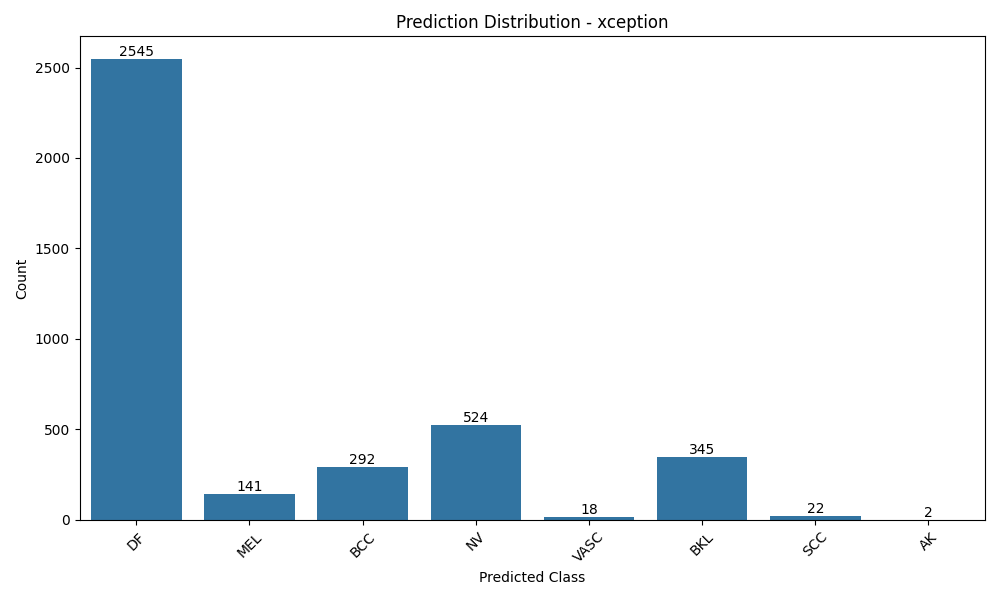 Prediction Distribution - xception
Count
2500
2000
1500
1000
500
0
2545
141
292
524
18
345
22
2
DF
MEL
BCC
NV
VASC
BKL
SCC
AK
Predicted Class